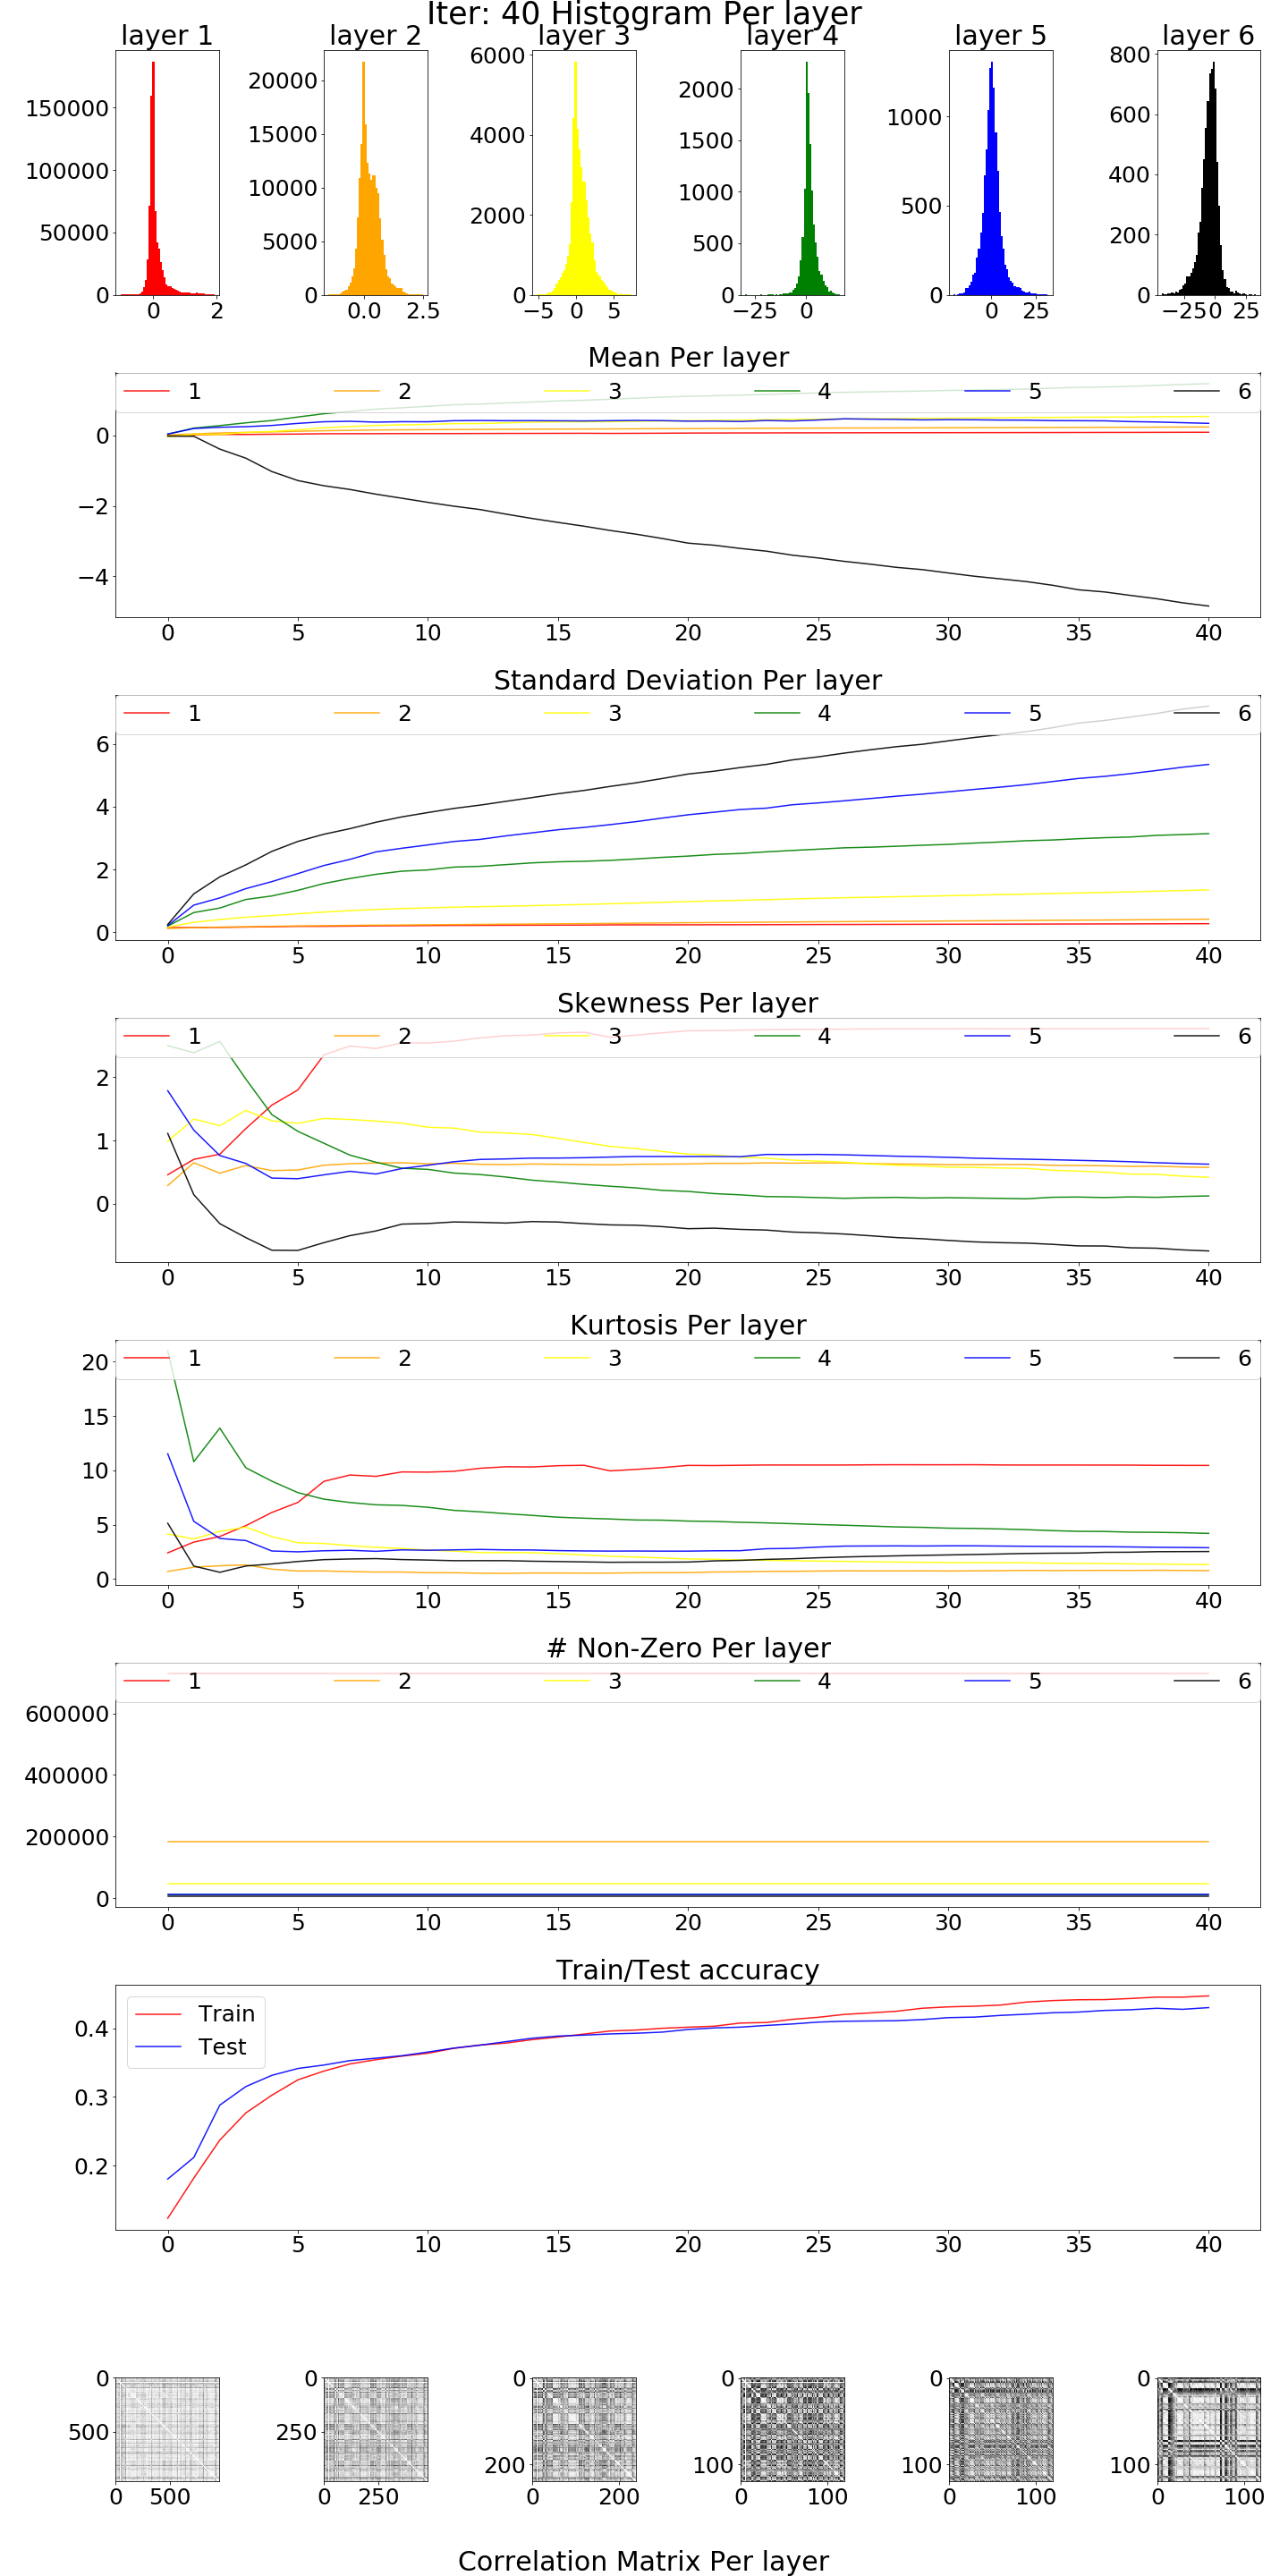 Iter: 40 Histogram Per layer
layer 1 layer 2 layer 3 layer 4 layer 5 layer 6
150000 100000 50000 0 0 2
20000 15000 10000 5000 0 0.0 2.5
6000 4000 2000 0 −5 0 5
2000 1500 1000 500 0 −25 0
1000 500 0 0 25
800 600 400 200 0 −25 0 25
Mean Per layer
1 2 3 4 5 6
0
−2
−4
0 5 10 15 20 25 30 35 40
Standard Deviation Per layer
1 2 3 4 5 6
6
4
2
0
0 5 10 15 20 25 30 35 40
Skewness Per layer
1 2 3 4 5 6
2
1
0
0 5 10 15 20 25 30 35 40
Kurtosis Per layer
1 2 3 4 5 6
20
15
10
5
0
0 5 10 15 20 25 30 35 40
# Non-Zero Per layer
1 2 3 4 5 6
600000
400000
200000
0
0 5 10 15 20 25 30 35 40
Train/Test accuracy
Train
Test
0.4
0.3
0.2
0 5 10 15 20 25 30 35 40
0 500 0 500
0 250 0 250
0 200 0 200
0 100 0 100
0 100 0 100
0 100 0 100
Correlation Matrix Per layer